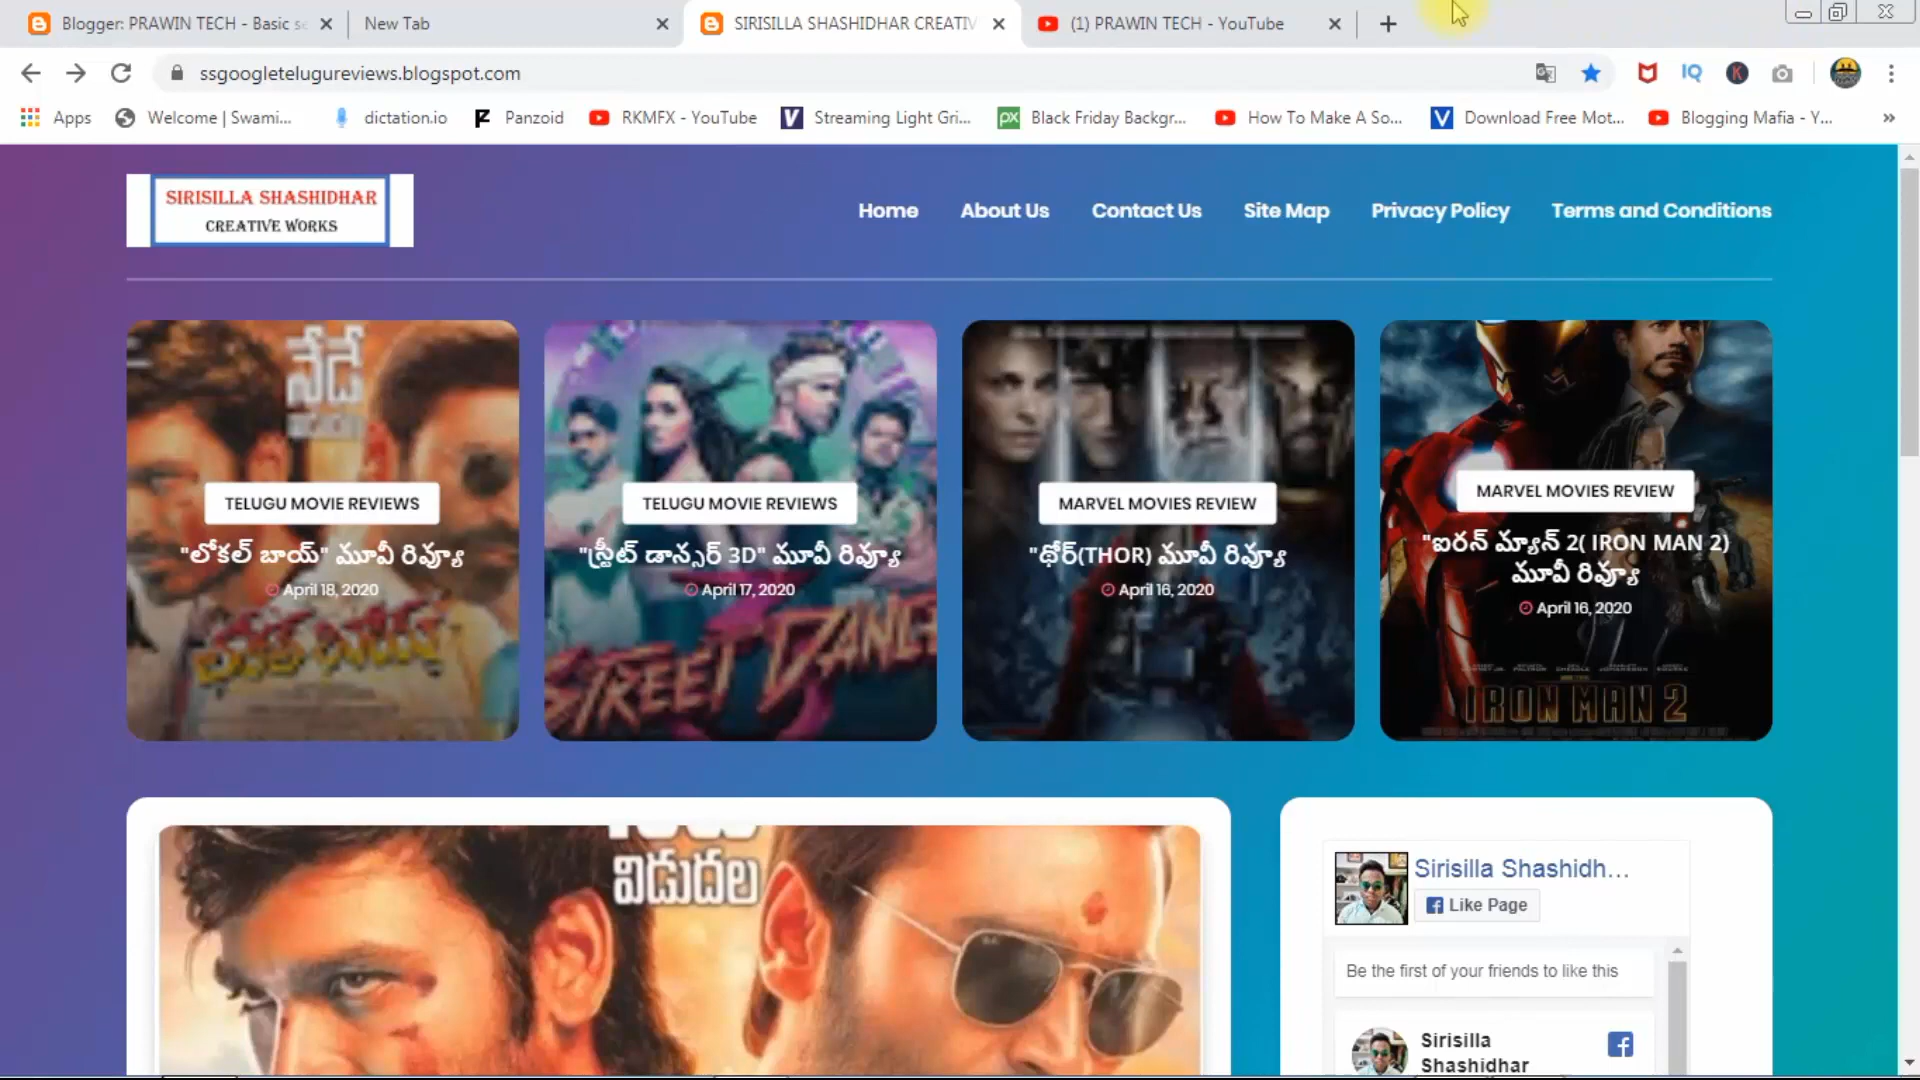 Blogger: PRAWIN TECH - Basic se
New Tab
SIRISILLA SHASHIDHAR CREATIV
(1) PRAWIN TECH - YouTube
ssgoogletelugureviews.blogspot.com
Apps
Welcome | Swami...
dictation.io
Panzoid
RKMFX - YouTube
Streaming Light Gri...
Black Friday Backgr...
How To Make A So...
Download Free Mot...
Blogging Mafia - Y...
SIRISILLA SHASHIDHAR
CREATIVE WORKS
Home
About Us
Contact Us
Site Map
Privacy Policy
Terms and Conditions
నేడే
విడుదల
TELUGU MOVIE REVIEWS
"లోకల్ బాయ్" మూవీ రివ్యూ
April 18, 2020
TELUGU MOVIE REVIEWS
"స్ట్రీట్ డాన్సర్ 3D" మూవీ రివ్యూ
April 17, 2020
STREET DANC
MARVEL MOVIES REVIEW
"థోర్(THOR) మూవీ రివ్యూ
April 16, 2020
MARVEL MOVIES REVIEW
"ఐరన్ మ్యాన్ 2( IRON MAN 2)
మూవీ రివ్యూ
April 16, 2020
IRON MAN 2
విడుదల
Sirisilla Shashidh...
Like Page
Be the first of your friends to like this
Sirisilla
Shashidhar